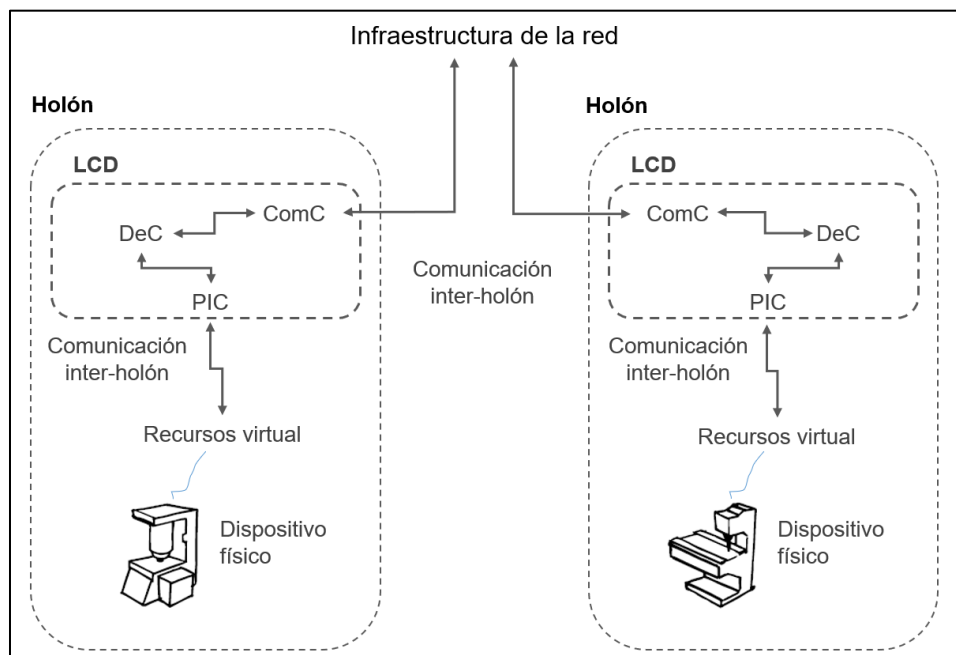 Infraestructura de la red
Holón
LCD
ComC
DeC
PIC
Comunicación
inter-holón
Recursos virtual
Dispositivo
físico
Comunicación
inter-holón
Holón
LCD
ComC
DeC
PIC
Comunicación
inter-holón
Recursos virtual
Dispositivo
físico